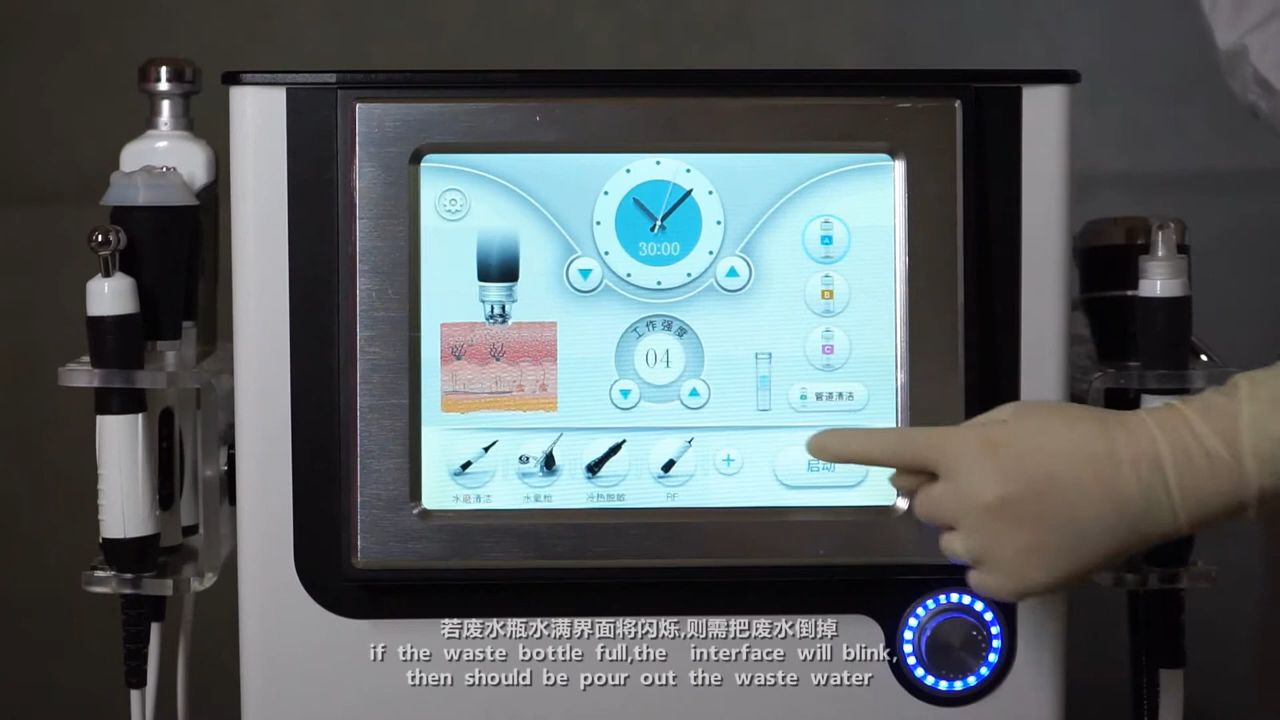 30:00
A
B
工作强度
04
C
管道清洁
启动
水磨清洁
水氧枪
冷热脱敏
RF
若废水瓶水满界面将闪烁,则需把废水倒掉
if the waste bottle full,the interface will blink,
then should be pour out the waste water